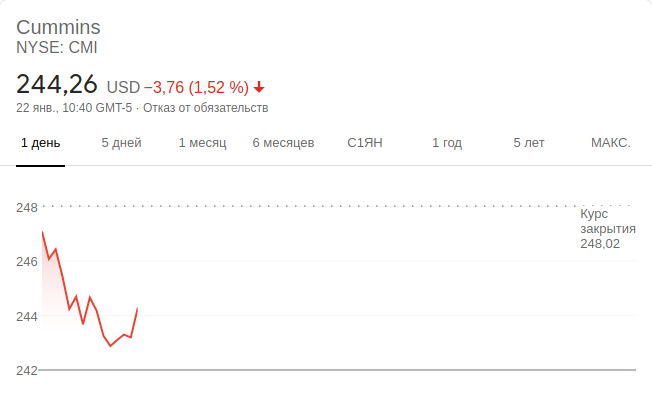 Cummins
NYSE: CMI
244,26 USD −3,76 (1,52 %)
22 янв., 10:40 GMT-5 · Отказ от обязательств
1 день 5 дней 1 месяц 6 месяцев С1ЯН 1 год 5 лет МАКС.
248
Курс
закрытия
248,02
246
244
242